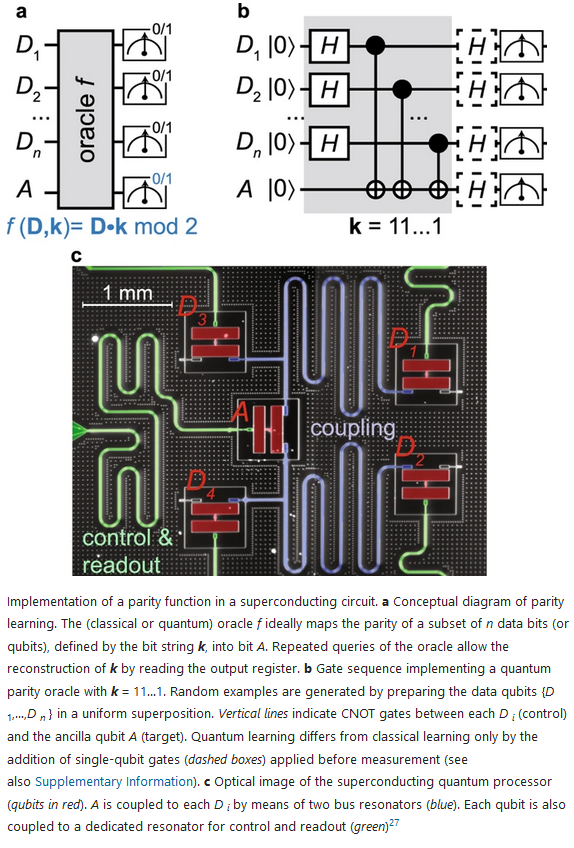 a
b
D1
D2
...
Dn
A
oracle f
0/1
0/1
0/1
0/1
f (D,k)= D•k mod 2
D1 |0⟩ H H
D2 |0⟩ H H
... ...
Dn |0⟩ H H
A |0⟩ H
k = 11...1
c
1 mm
D3
D1
A
coupling
D2
D4
control &
readout
Implementation of a parity function in a superconducting circuit. a Conceptual diagram of parity
learning. The (classical or quantum) oracle f ideally maps the parity of a subset of n data bits (or
qubits), defined by the bit string k, into bit A. Repeated queries of the oracle allow the
reconstruction of k by reading the output register. b Gate sequence implementing a quantum
parity oracle with k = 11...1. Random examples are generated by preparing the data qubits {D
1,...,D n } in a uniform superposition. Vertical lines indicate CNOT gates between each D i (control)
and the ancilla qubit A (target). Quantum learning differs from classical learning only by the
addition of single-qubit gates (dashed boxes) applied before measurement (see
also Supplementary Information). c Optical image of the superconducting quantum processor
(qubits in red). A is coupled to each D i by means of two bus resonators (blue). Each qubit is also
coupled to a dedicated resonator for control and readout (green)27